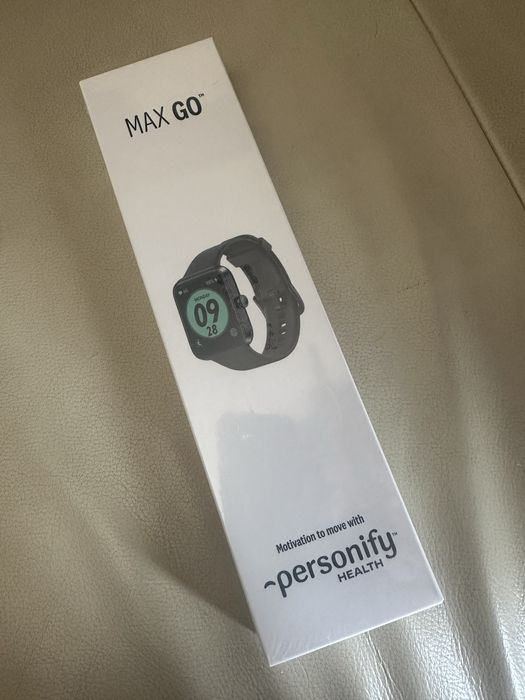 MAX GO™
MONDAY
09
28
Motivation to move with
personify™
HEALTH